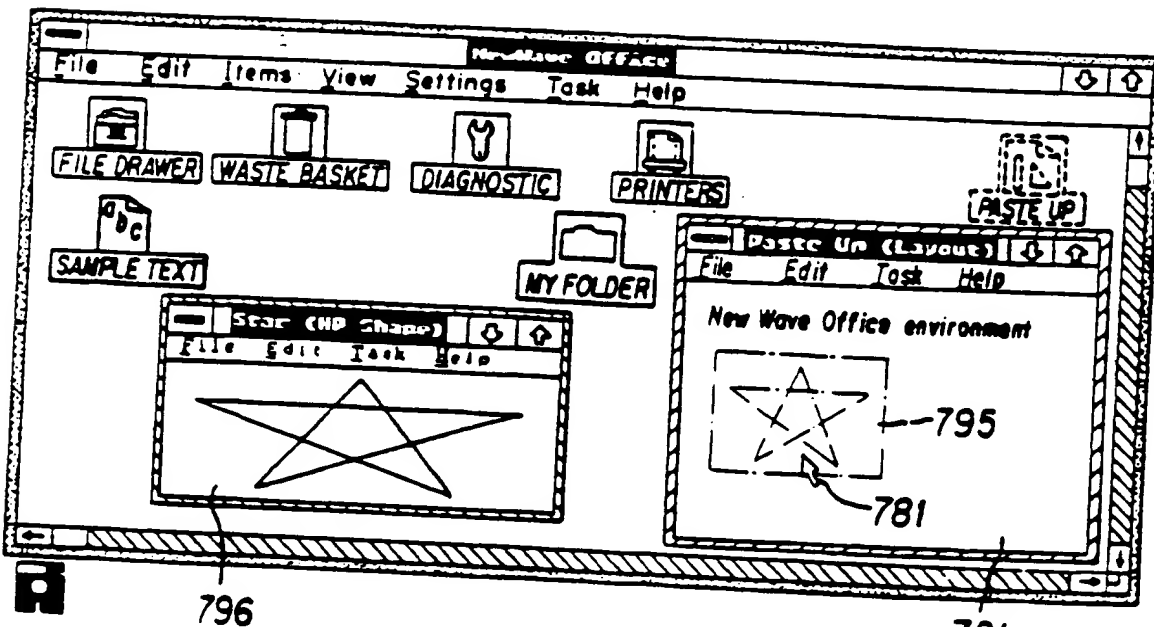 NewWave Office
File Edit Items View Settings Task Help
FILE DRAWER WASTE BASKET DIAGNOSTIC PRINTERS PASTE UP
abc
SAMPLE TEXT MY FOLDER
Paste Up (Layout)
File Edit Task Help
New Wave Office environment
Star (HP Shape)
File Edit Task Help
795
781
796